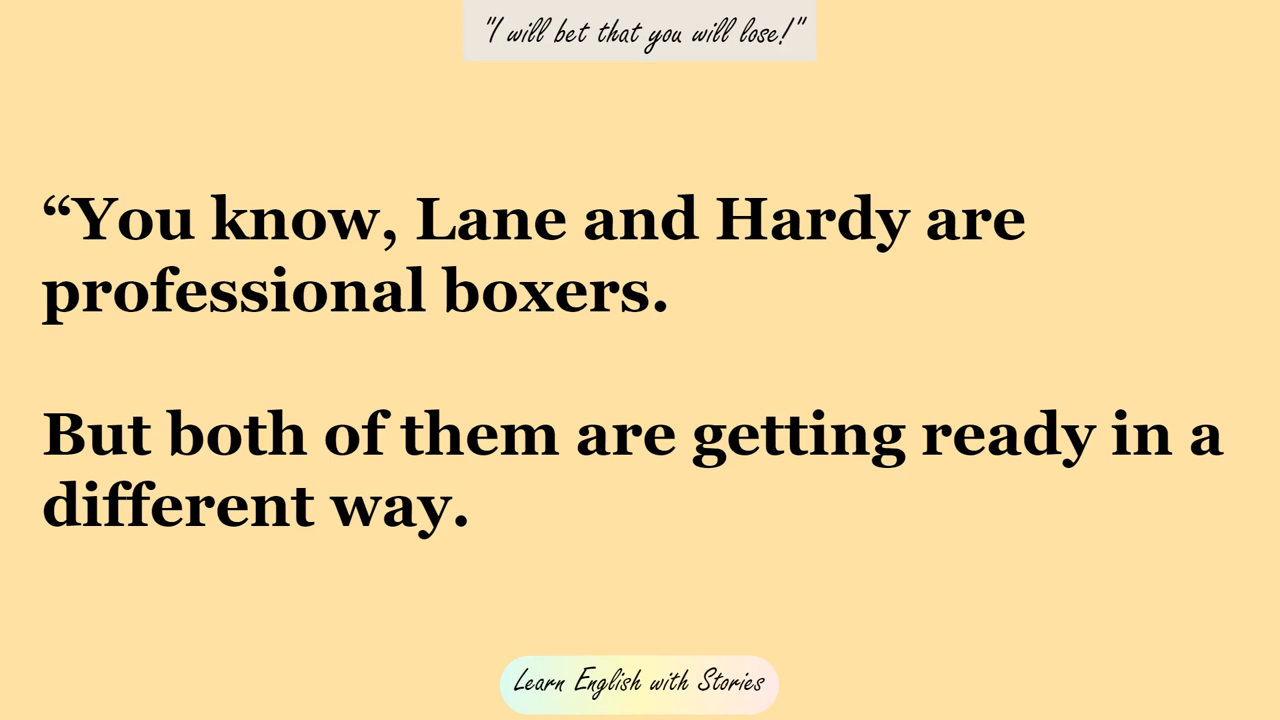 "I will bet that you will lose!"
“You know, Lane and Hardy are
professional boxers.
But both of them are getting ready in a
different way.
Learn English with Stories